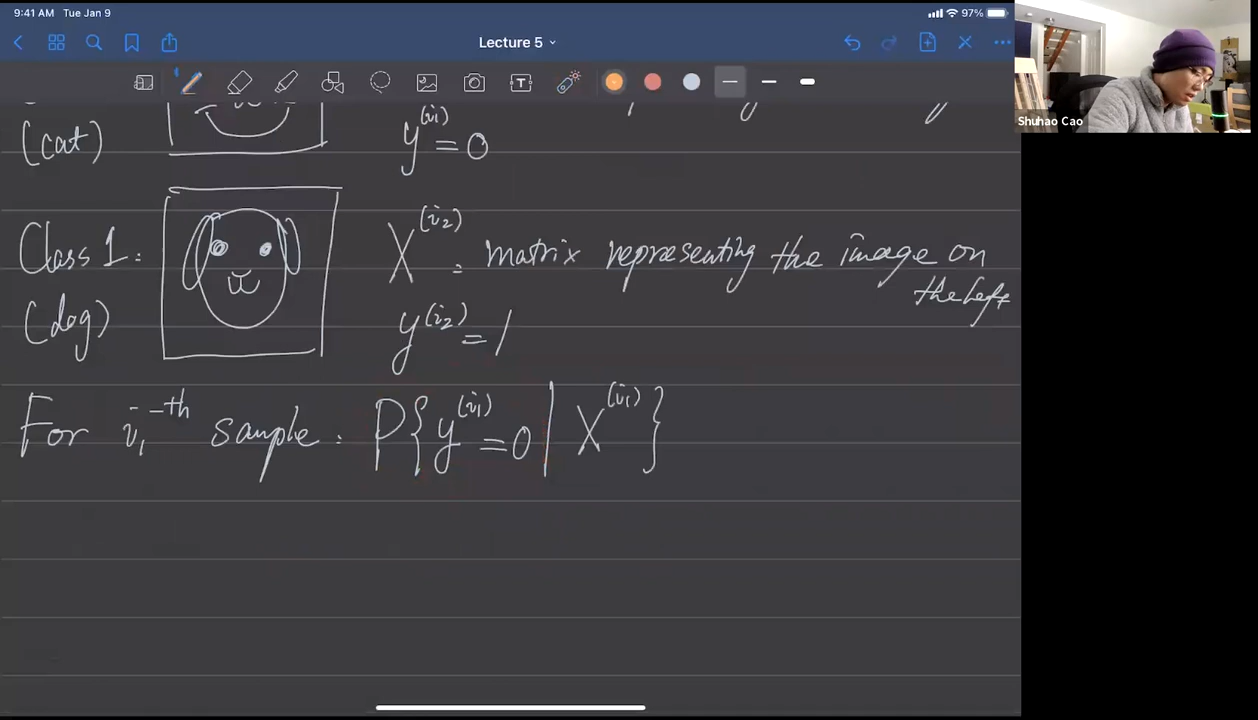 9:41 AM Tue Jan 9
97%
Lecture 5
Shuhao Cao
(cat)
y^(i₁) = 0
Class 1:
(dog)
X^(i₂) = matrix representing the image on
the left
y^(i₂) = 1
For i₁-th sample: P{y^(i₁) = 0 | X^(i₁)}